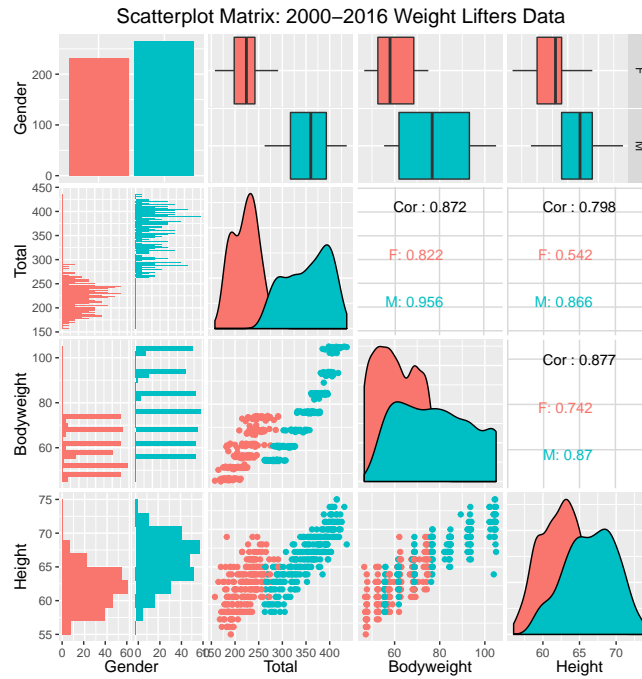 Scatterplot Matrix: 2000−2016 Weight Lifters Data
Gender
200
100
0
F
M
Total
450
400
350
300
250
200
150
Cor : 0.872
F: 0.822
M: 0.956
Cor : 0.798
F: 0.542
M: 0.866
Bodyweight
100
80
60
Cor : 0.877
F: 0.742
M: 0.87
Height
75
70
65
60
55
0 10 20 30 40 50 60 0 20 40 60
150 200 250 300 350 400
60 80 100
60 65 70
Gender Total Bodyweight Height